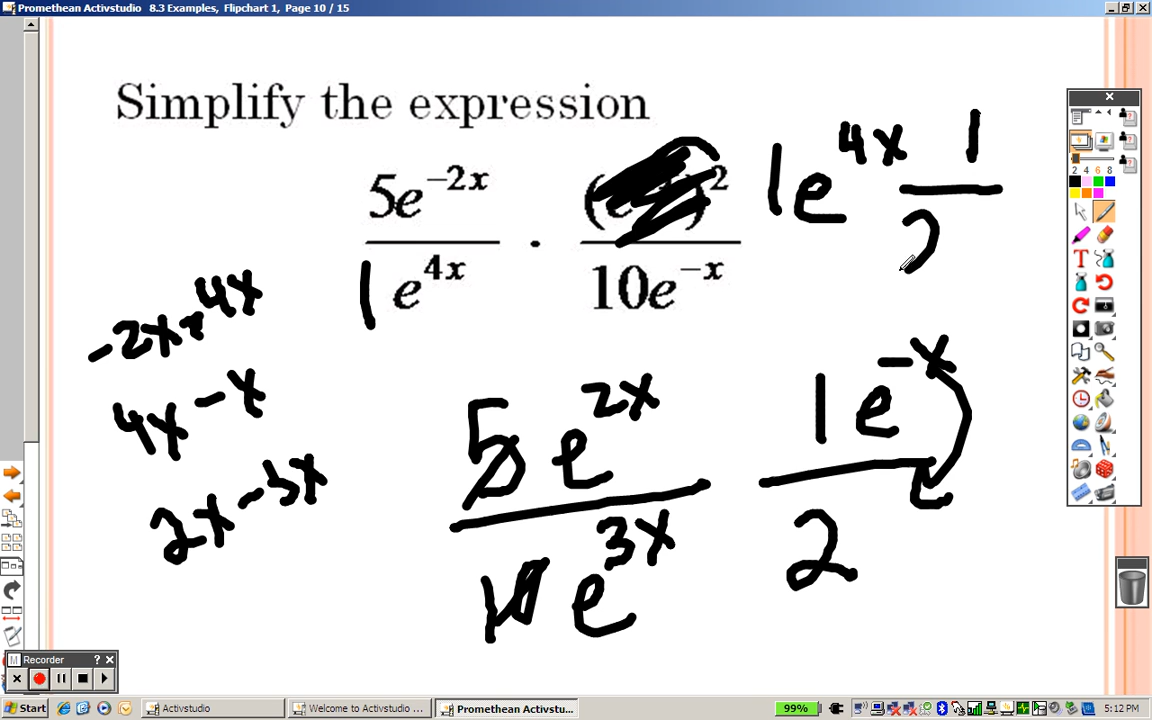 Promethean Activstudio 8.3 Examples, Flipchart 1, Page 10 / 15
Simplify the expression
5e^{-2x} / 1 e^{4x} · ( )^2 / 10e^{-x}
1e^{4x} 1 / 2
-2x+4x
4x-x
2x-3x
5e^{2x} / 10e^{3x}
1e^{-x} / 2
M Recorder ?
T
Start Activstudio Welcome to Activstudio ... Promethean Activstu... 99% 5:12 PM